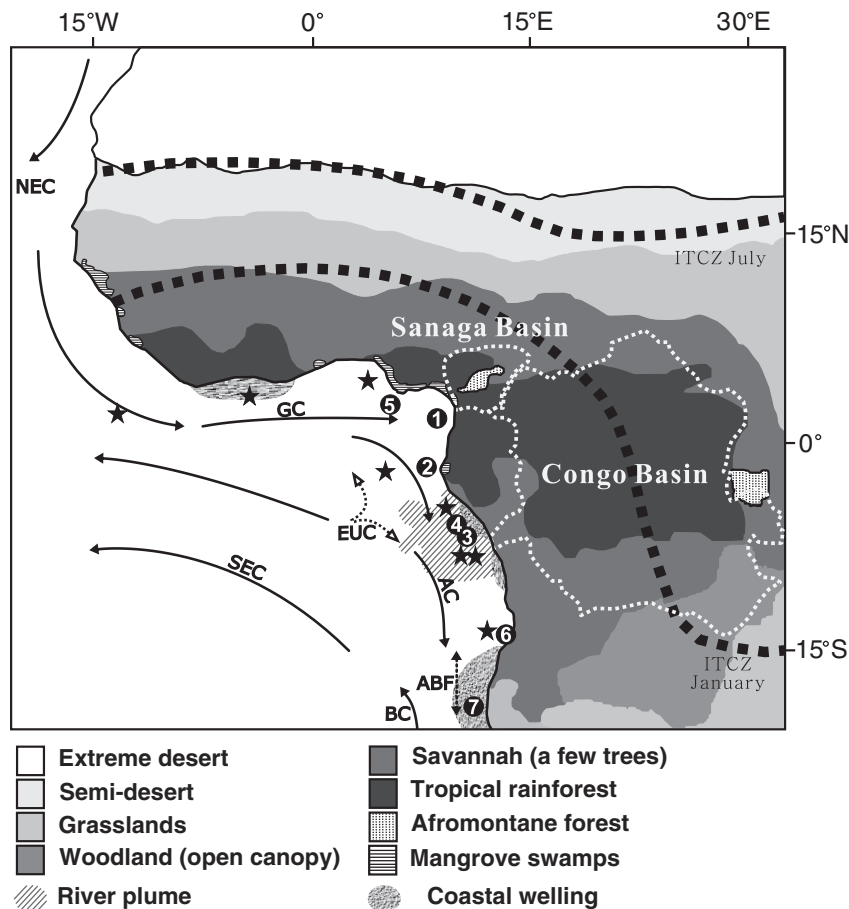 15°W 0° 15°E 30°E
NEC
15°N
ITCZ July
Sanaga Basin
GC
5
1
0°
2
Congo Basin
4
EUC
3
SEC
AC
6
15°S
ITCZ
January
ABF
BC
7
Extreme desert
Semi-desert
Grasslands
Woodland (open canopy)
River plume
Savannah (a few trees)
Tropical rainforest
Afromontane forest
Mangrove swamps
Coastal welling